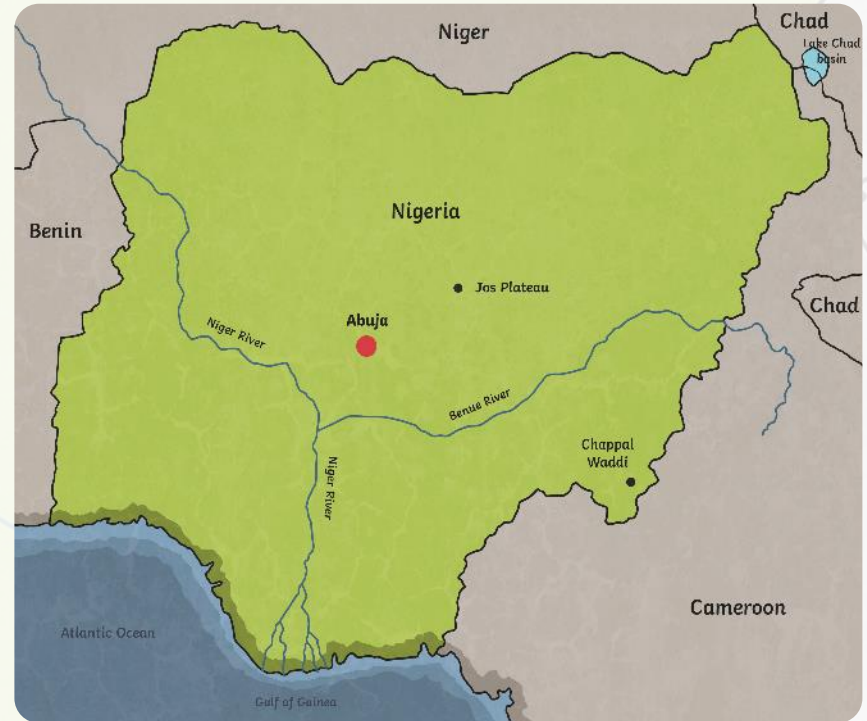 Chad
Niger
Lake Chad
basin
Nigeria
Benin
Jos Plateau
Chad
Abuja
Niger River
Benue River
Chappal
Waddi
Niger River
Cameroon
Atlantic Ocean
Gulf of Guinea